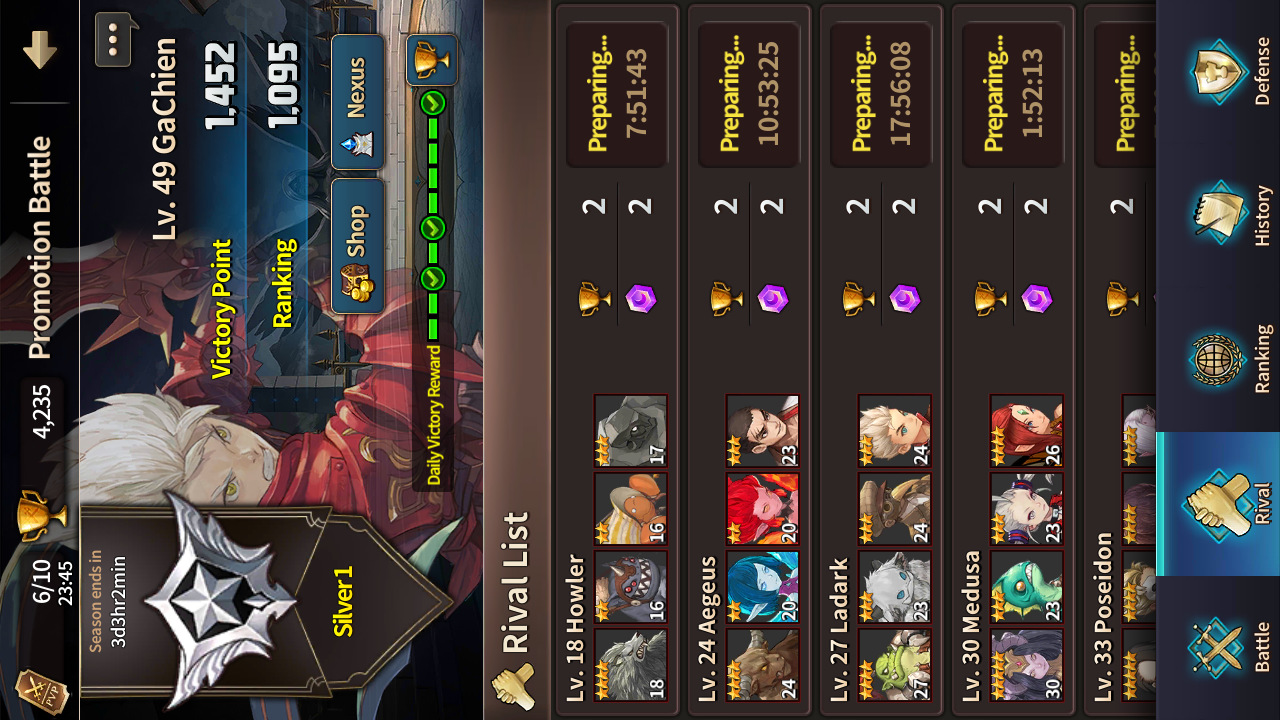 PVP
6/10
23:45
4,235
Promotion Battle
Season ends in
3d3hr2min
Silver1
Lv. 49 GaChien
Victory Point 1,452
Ranking 1,095
Shop
Nexus
Daily Victory Reward
Rival List
Lv. 18 Howler
18 16 16 17
2
2
Preparing...
7:51:43
Lv. 24 Aegeus
24 20 20 23
2
2
Preparing...
10:53:25
Lv. 27 Ladark
27 23 24 24
2
2
Preparing...
17:56:08
Lv. 30 Medusa
30 23 23 26
2
2
Preparing...
1:52:13
Lv. 33 Poseidon
2
Preparing...
Battle
Rival
Ranking
History
Defense